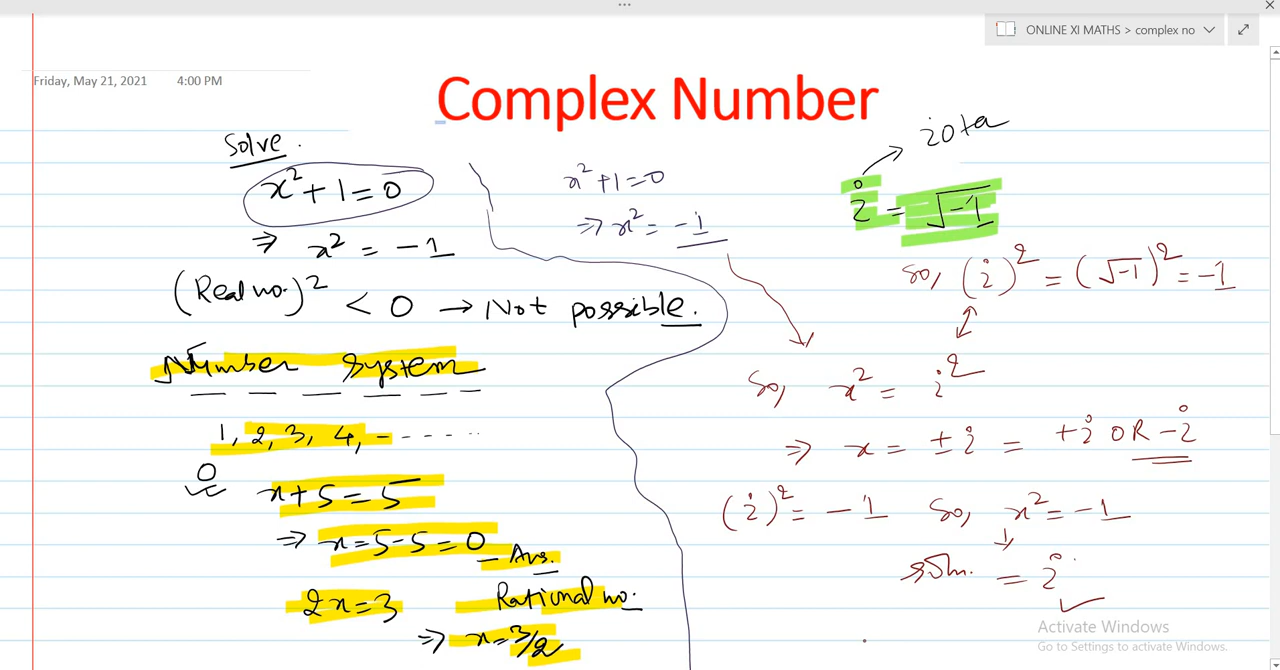 ONLINE XI MATHS > complex no
Friday, May 21, 2021 4:00 PM
Complex Number
Solve.
x² + 1 = 0
⇒ x² = -1
(Real no.)² < 0 → Not possible.
Number System
1, 2, 3, 4, ------
0
x + 5 = 5
⇒ x = 5 - 5 = 0 Ans.
2x = 3 Rational no.
⇒ x = 3/2
x² + 1 = 0
⇒ x² = -1
→ iota
i = √-1
So, (i)² = (√-1)² = -1
So, x² = i²
⇒ x = ± i = +i OR -i
(i)² = -1 So, x² = -1
soln. = i
Activate Windows
Go to Settings to activate Windows.